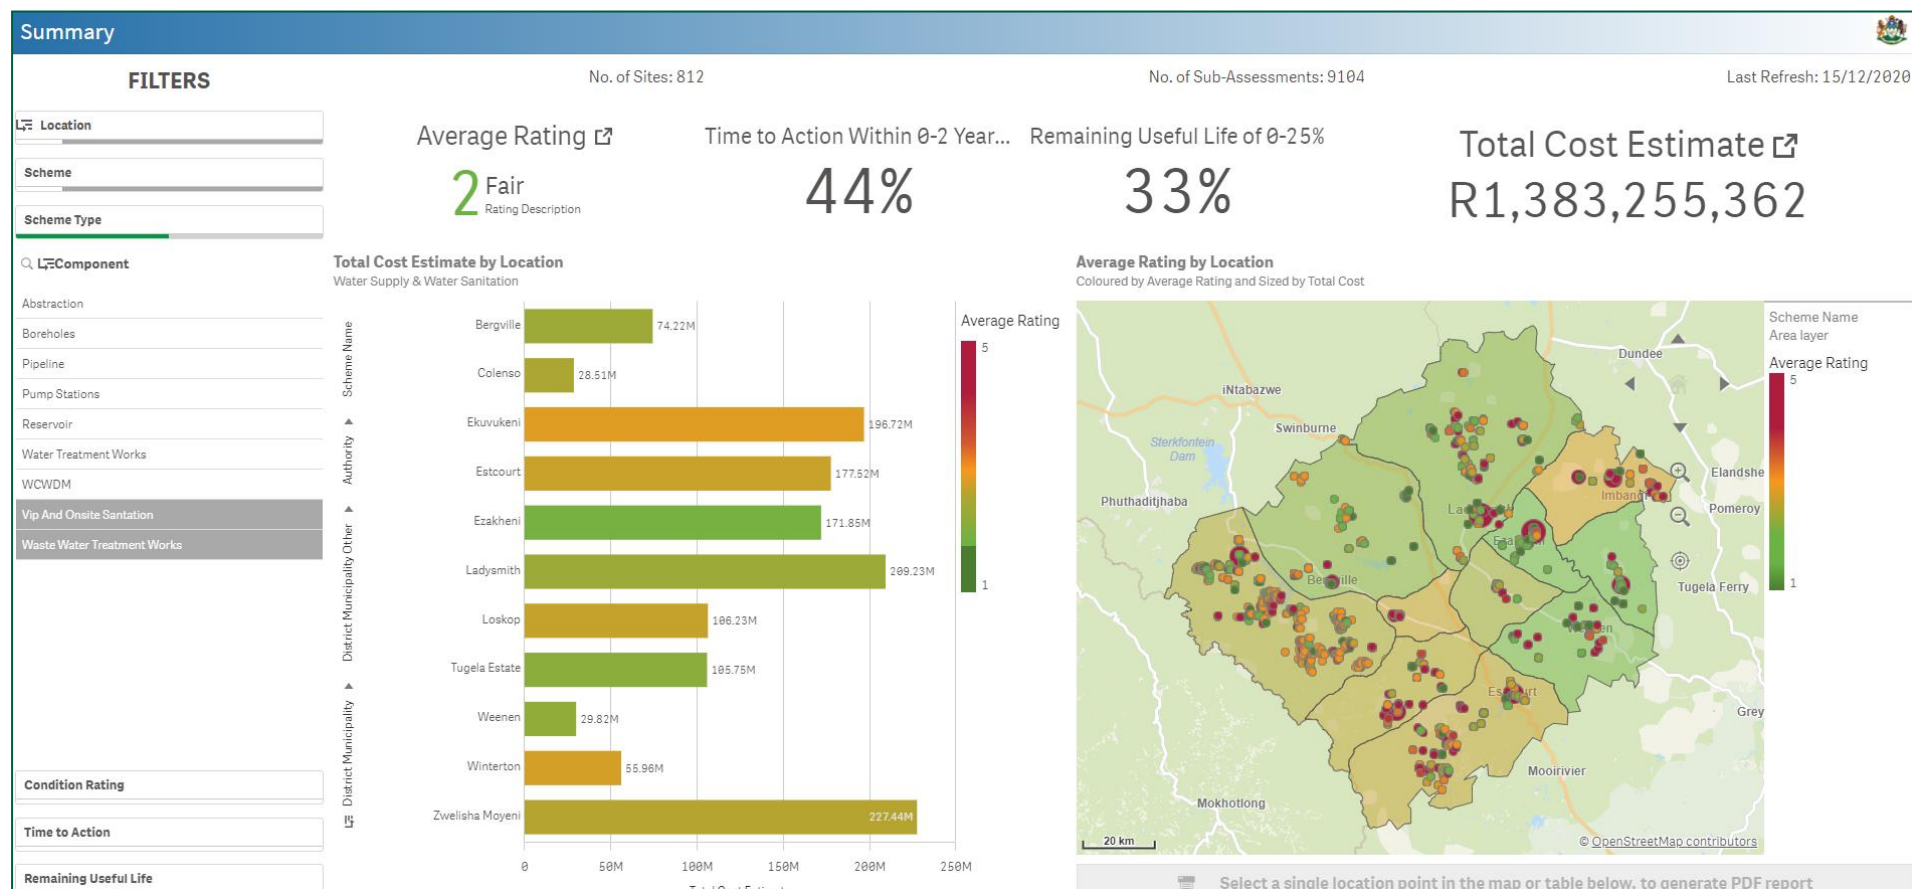 Summary
FILTERS
No. of Sites: 812
No. of Sub-Assessments: 9104
Last Refresh: 15/12/2020
Location
Scheme
Scheme Type
Component
Abstraction
Boreholes
Pipeline
Pump Stations
Reservoir
Water Treatment Works
WCWDM
Vip And Onsite Santation
Waste Water Treatment Works
Condition Rating
Time to Action
Remaining Useful Life
Average Rating
2 Fair
Rating Description
Time to Action Within 0-2 Year...
44%
Remaining Useful Life of 0-25%
33%
Total Cost Estimate
R1,383,255,362
Total Cost Estimate by Location
Water Supply & Water Sanitation
Scheme Name
Authority
District Municipality Other
District Municipality
Bergville 74.22M
Colenso 28.51M
Ekuvukeni 196.72M
Estcourt 177.52M
Ezakheni 171.85M
Ladysmith 209.23M
Loskop 106.23M
Tugela Estate 105.75M
Weenen 29.82M
Winterton 55.96M
Zwelisha Moyeni 227.44M
0 50M 100M 150M 200M 250M
Average Rating
5
1
Average Rating by Location
Coloured by Average Rating and Sized by Total Cost
Scheme Name
Area layer
Average Rating
5
1
Dundee
iNtabazwe
Swinburne
Sterkfontein
Dam
Elandshe
Phuthaditjhaba
Pomeroy
Tugela Ferry
Grey
Mooirivier
Mokhotlong
20 km
© OpenStreetMap contributors
Select a single location point in the map or table below, to generate PDF report